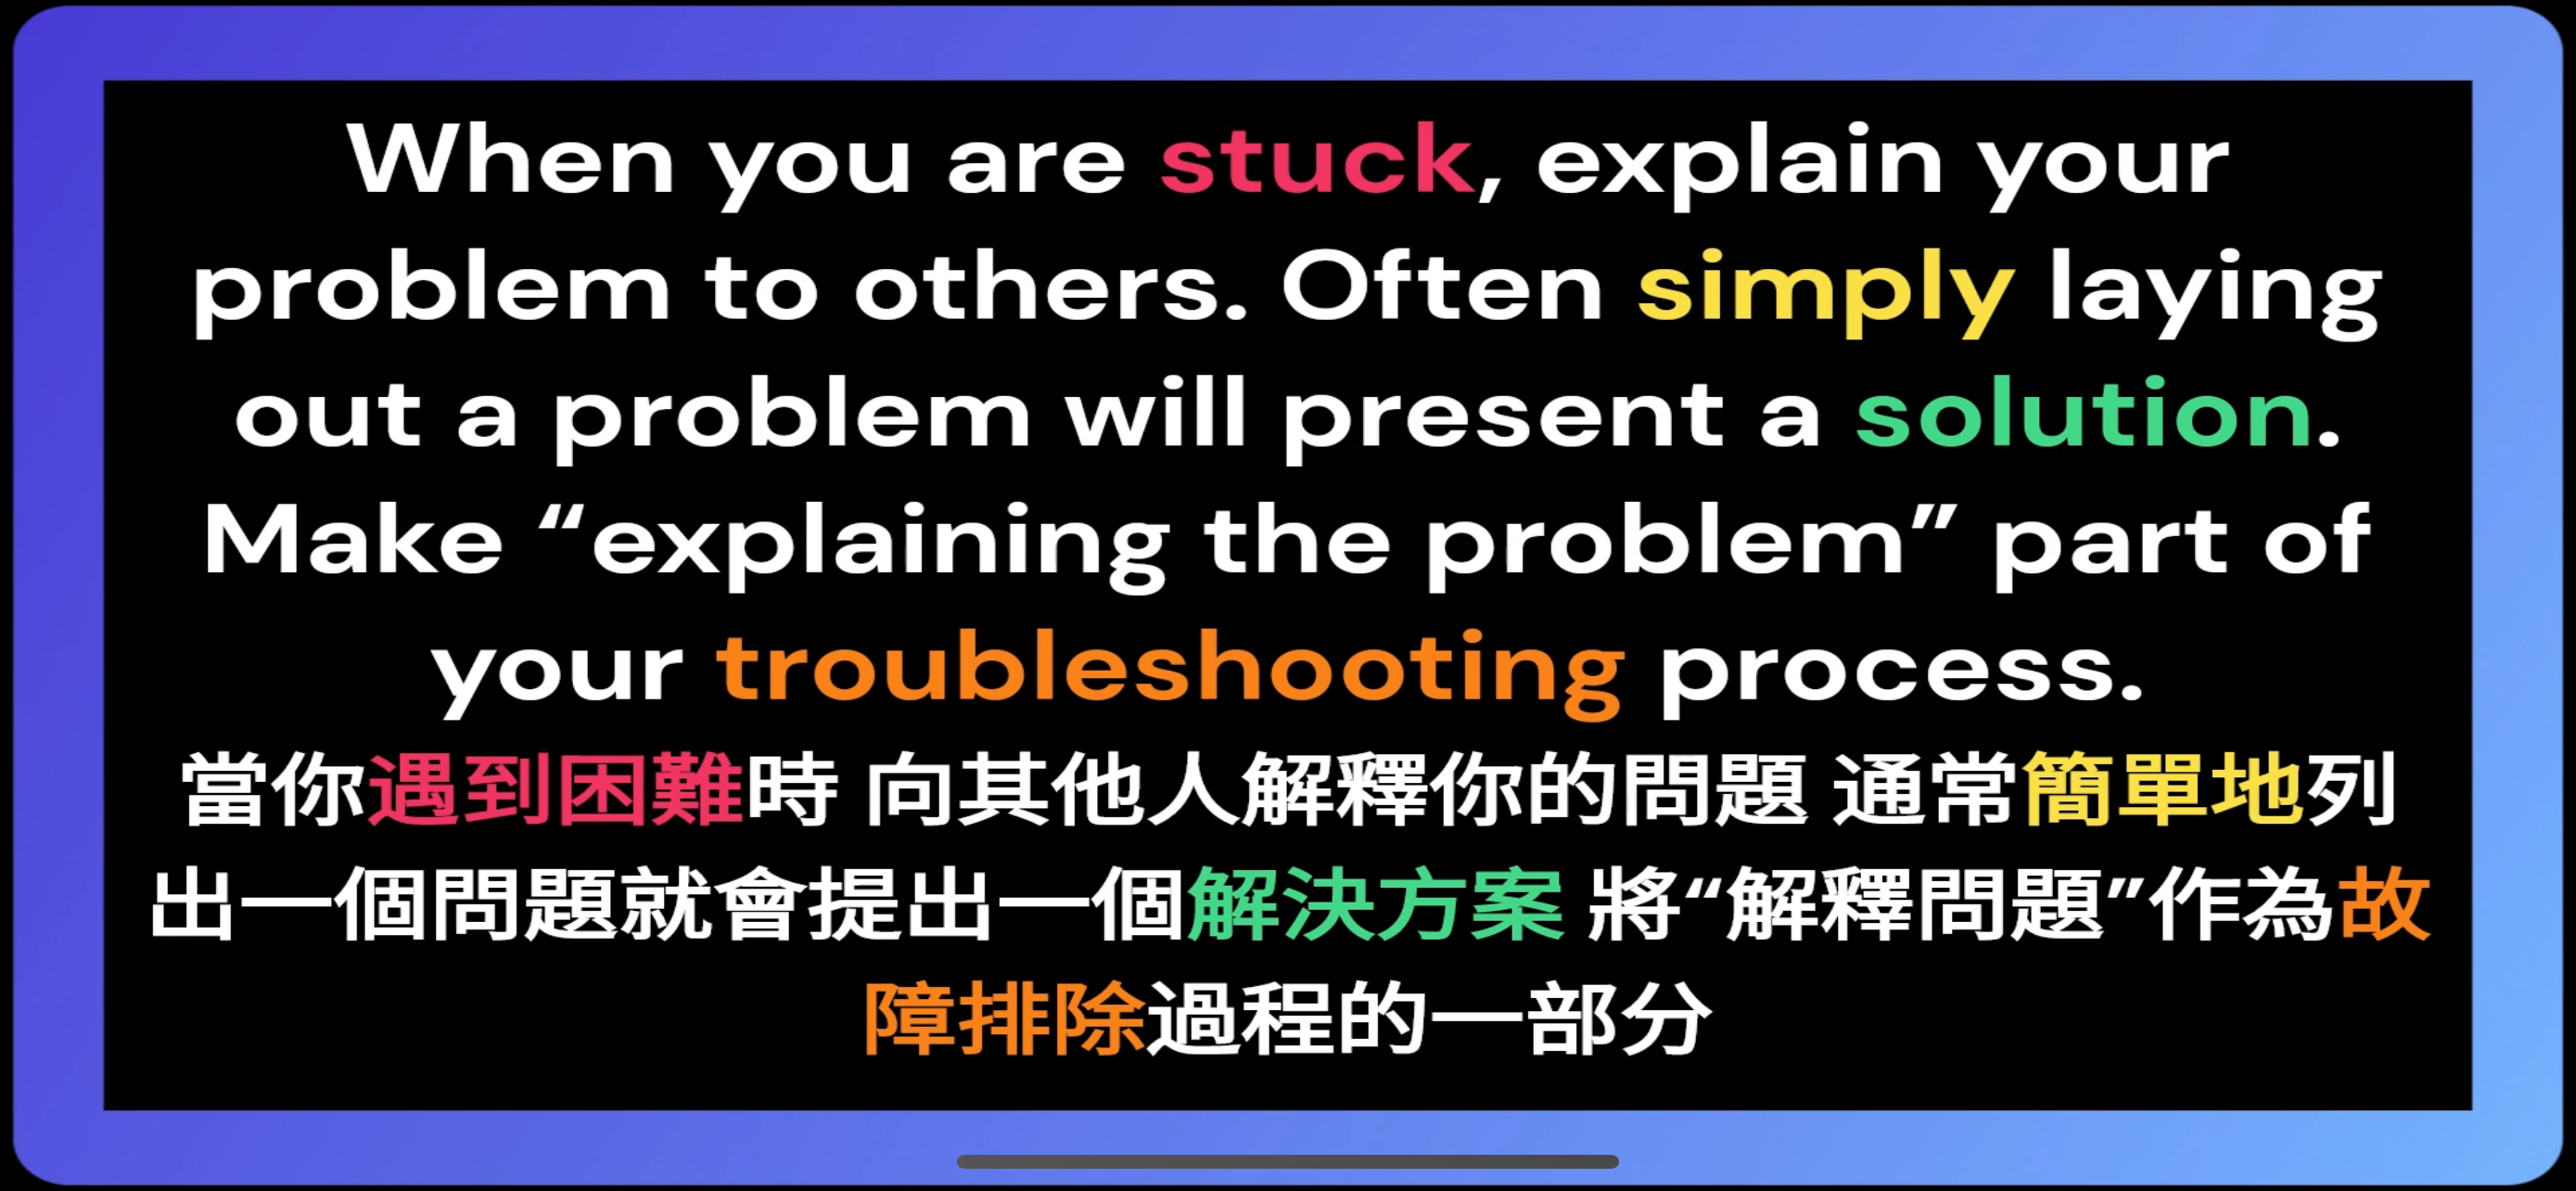 When you are stuck, explain your
problem to others. Often simply laying
out a problem will present a solution.
Make “explaining the problem” part of
your troubleshooting process.
當你遇到困難時 向其他人解釋你的問題 通常簡單地列
出一個問題就會提出一個解決方案 將“解釋問題”作為故
障排除過程的一部分